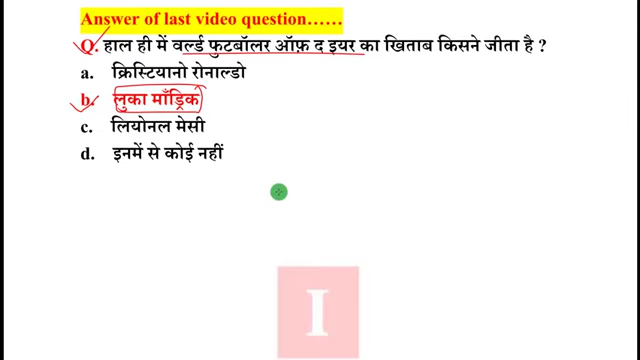 Answer of last video question……
Q. हाल ही में वर्ल्ड फुटबॉलर ऑफ़ द इयर का खिताब किसने जीता है ?
a. क्रिस्टियानो रोनाल्डो
b. लुका मॉड्रिक
c. लियोनल मेसी
d. इनमें से कोई नहीं
I